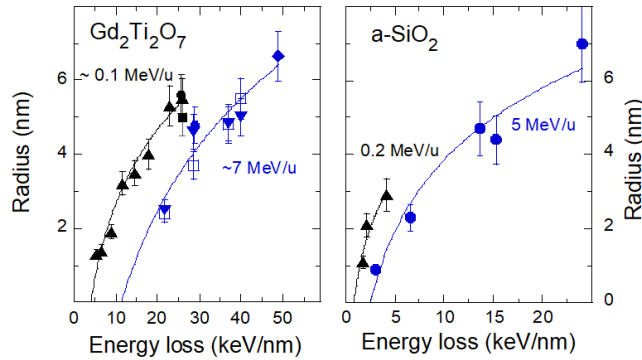 Gd₂Ti₂O₇
~ 0.1 MeV/u
~7 MeV/u
Radius (nm)
6
4
2
0
0 10 20 30 40 50
Energy loss (keV/nm)
a-SiO₂
0.2 MeV/u
5 MeV/u
6
4
2
0
Radius (nm)
0 5 10 15 20
Energy loss (keV/nm)